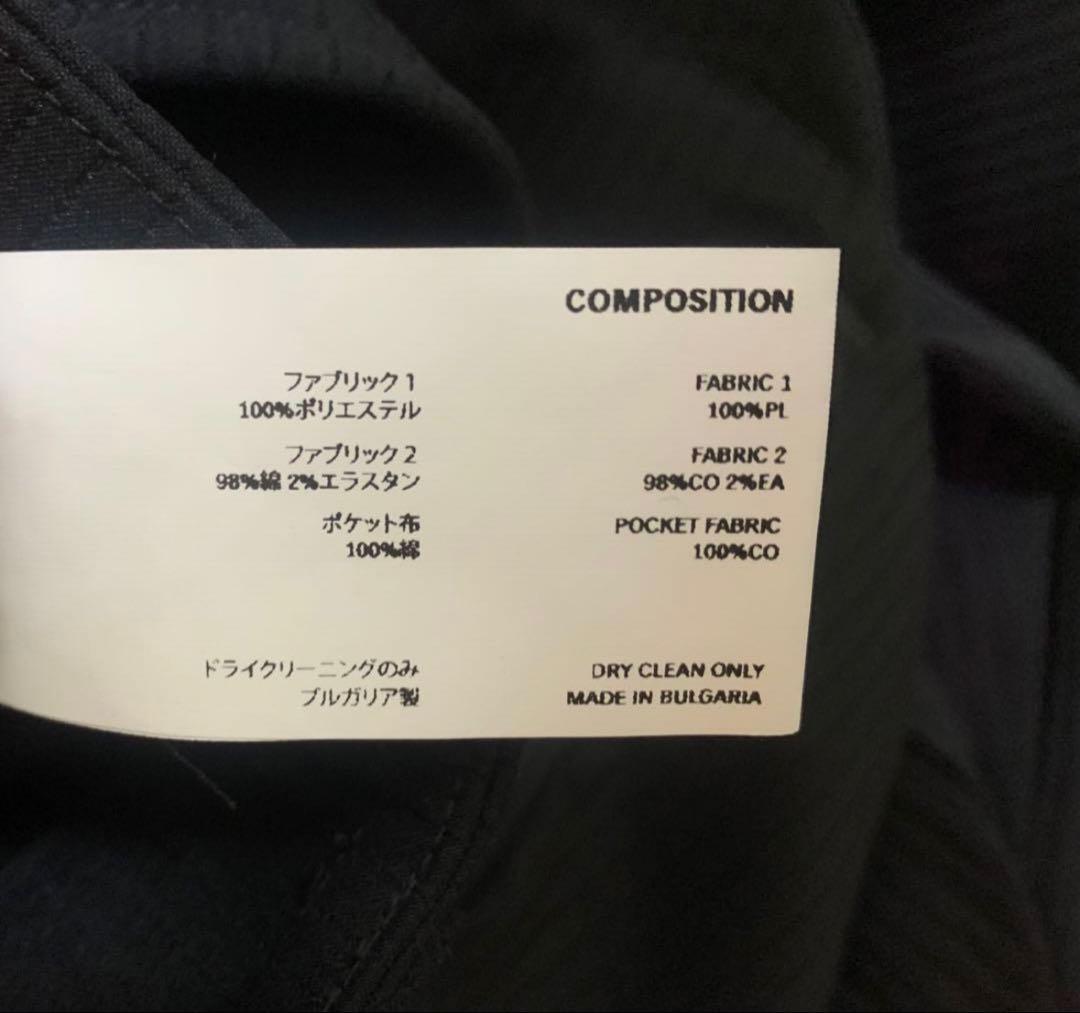 COMPOSITION
ファブリック 1
100%ポリエステル
ファブリック 2
98%綿 2%エラスタン
ポケット布
100%綿
ドライクリーニングのみ
ブルガリア製
FABRIC 1
100%PL
FABRIC 2
98%CO 2%EA
POCKET FABRIC
100%CO
DRY CLEAN ONLY
MADE IN BULGARIA